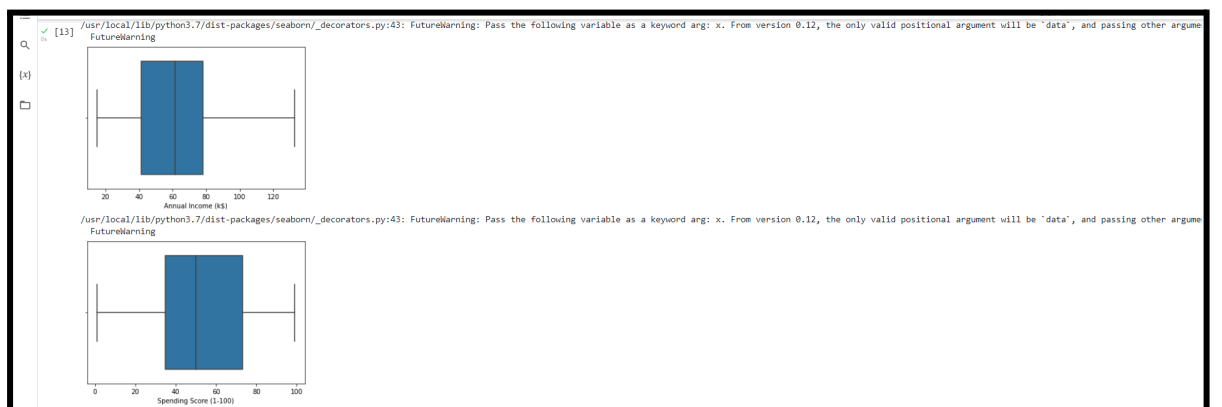 /usr/local/lib/python3.7/dist-packages/seaborn/_decorators.py:43: FutureWarning: Pass the following variable as a keyword arg: x. From version 0.12, the only valid positional argument will be `data`, and passing other argume
[13]
0s
FutureWarning
{x}
20 40 60 80 100 120
Annual Income (k$)
/usr/local/lib/python3.7/dist-packages/seaborn/_decorators.py:43: FutureWarning: Pass the following variable as a keyword arg: x. From version 0.12, the only valid positional argument will be `data`, and passing other argume
FutureWarning
0 20 40 60 80 100
Spending Score (1-100)